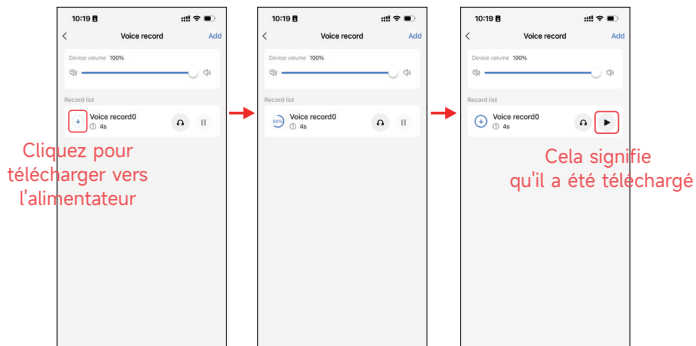 10:19
Voice record
Add
Device volume 100%
Record list
Voice record0
4s
10:19
Voice record
Add
Device volume 100%
Record list
Voice record0
4s
10:19
Voice record
Add
Device volume 100%
Record list
Voice record0
4s
Cliquez pour
télécharger vers
l'alimentateur
Cela signifie
qu'il a été téléchargé